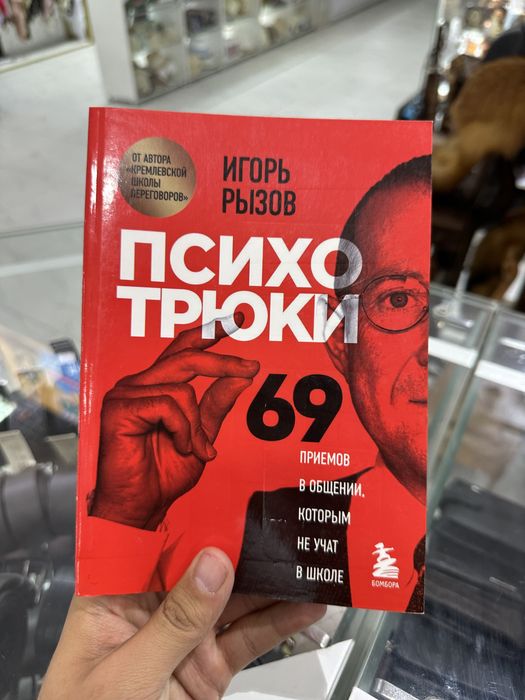 ОТ АВТОРА
«КРЕМЛЕВСКОЙ
ШКОЛЫ
ПЕРЕГОВОРОВ»
ИГОРЬ
РЫЗОВ
ПСИХО
ТРЮКИ
69
ПРИЕМОВ
В ОБЩЕНИИ,
КОТОРЫМ
НЕ УЧАТ
В ШКОЛЕ
БОМБОРА